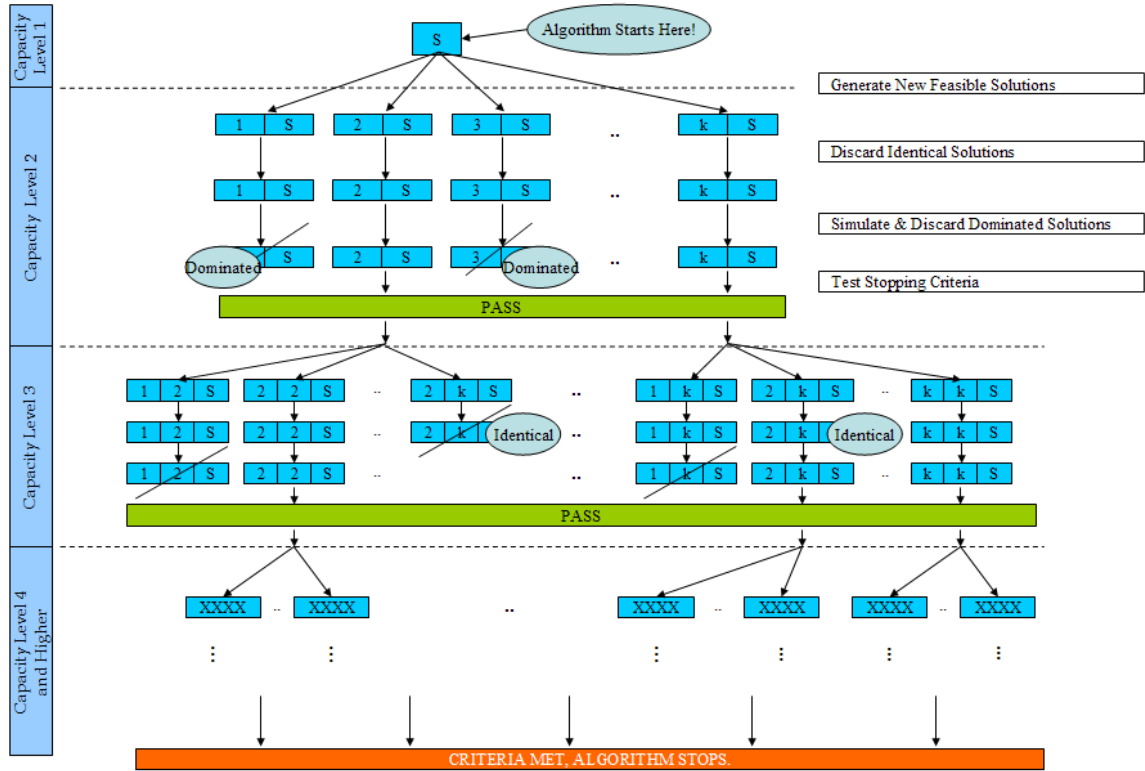 Capacity Level 1
S
Algorithm Starts Here!
Generate New Feasible Solutions
Capacity Level 2
1 S 2 S 3 S .. k S
Discard Identical Solutions
1 S 2 S 3 S .. k S
Simulate & Discard Dominated Solutions
Dominated S 2 S 3 Dominated .. k S
Test Stopping Criteria
PASS
Capacity Level 3
1 2 S 2 2 S .. 2 k S .. 1 k S 2 k S .. k k S
1 2 S 2 2 S 2 k Identical .. 1 k S 2 k Identical k k S
1 2 S 2 2 S .. .. 1 k S 2 k S .. k k S
PASS
Capacity Level 4
and Higher
XXXX .. XXXX .. XXXX .. XXXX XXXX .. XXXX
CRITERIA MET, ALGORITHM STOPS.